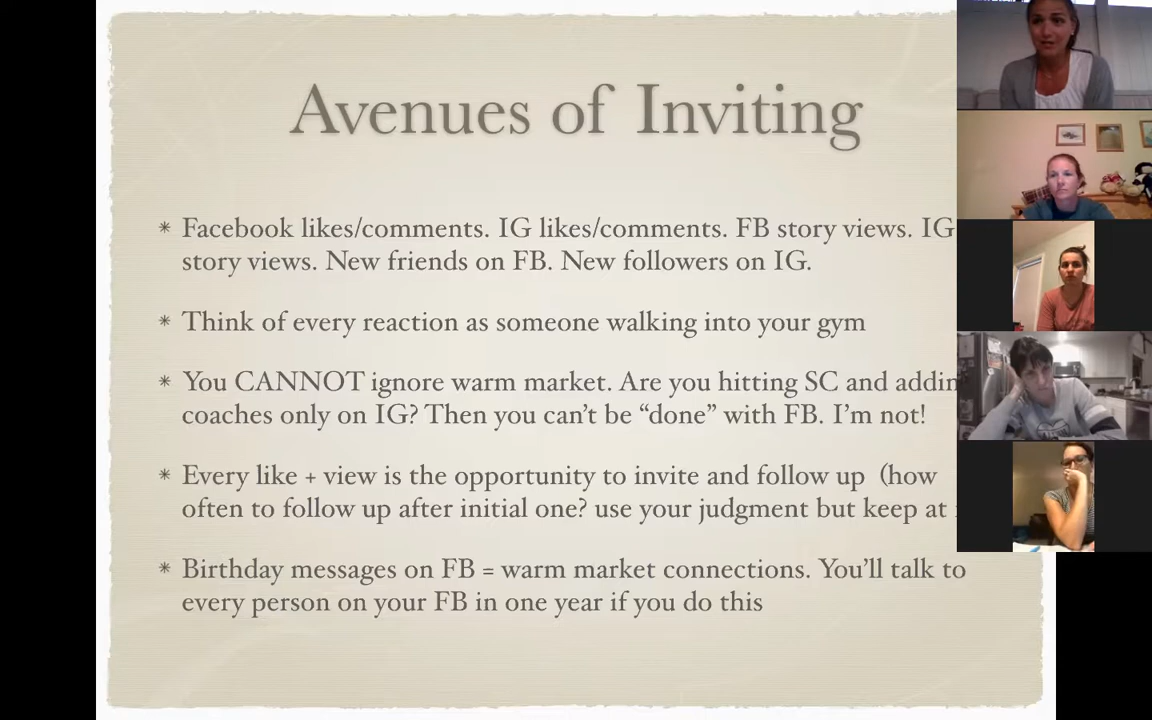 Avenues of Inviting
* Facebook likes/comments. IG likes/comments. FB story views. IG
story views. New friends on FB. New followers on IG.
* Think of every reaction as someone walking into your gym
* You CANNOT ignore warm market. Are you hitting SC and addin
coaches only on IG? Then you can’t be “done” with FB. I’m not!
* Every like + view is the opportunity to invite and follow up (how
often to follow up after initial one? use your judgment but keep at
* Birthday messages on FB = warm market connections. You’ll talk to
every person on your FB in one year if you do this